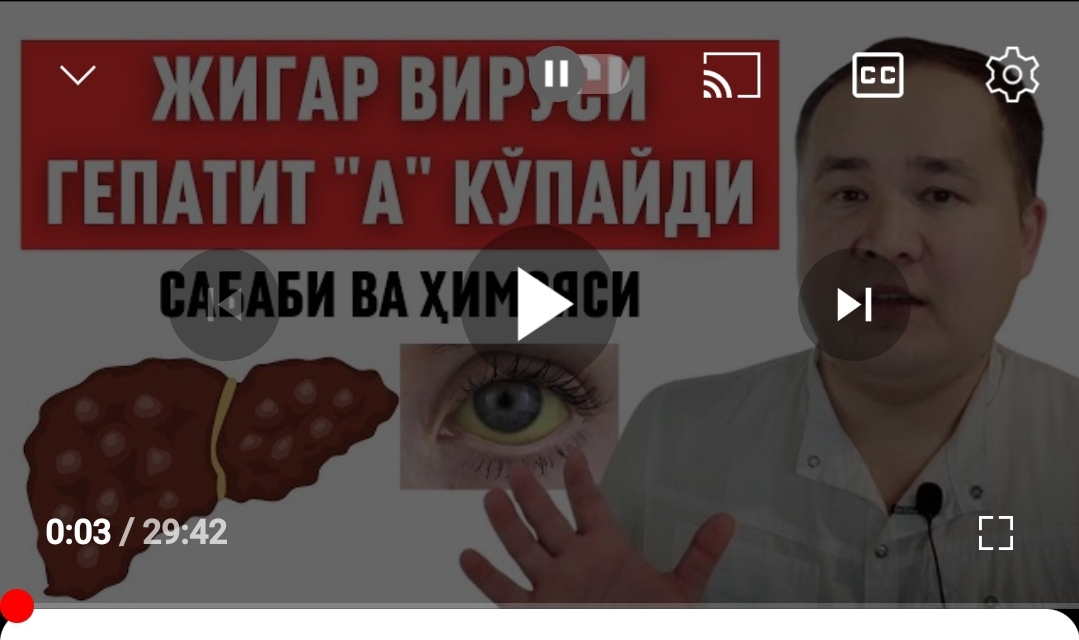 ЖИГАР ВИРУСИ
ГЕПАТИТ "А" КЎПАЙДИ
САБАБИ ВА ҲИМОЯСИ
CC
0:03 / 29:42